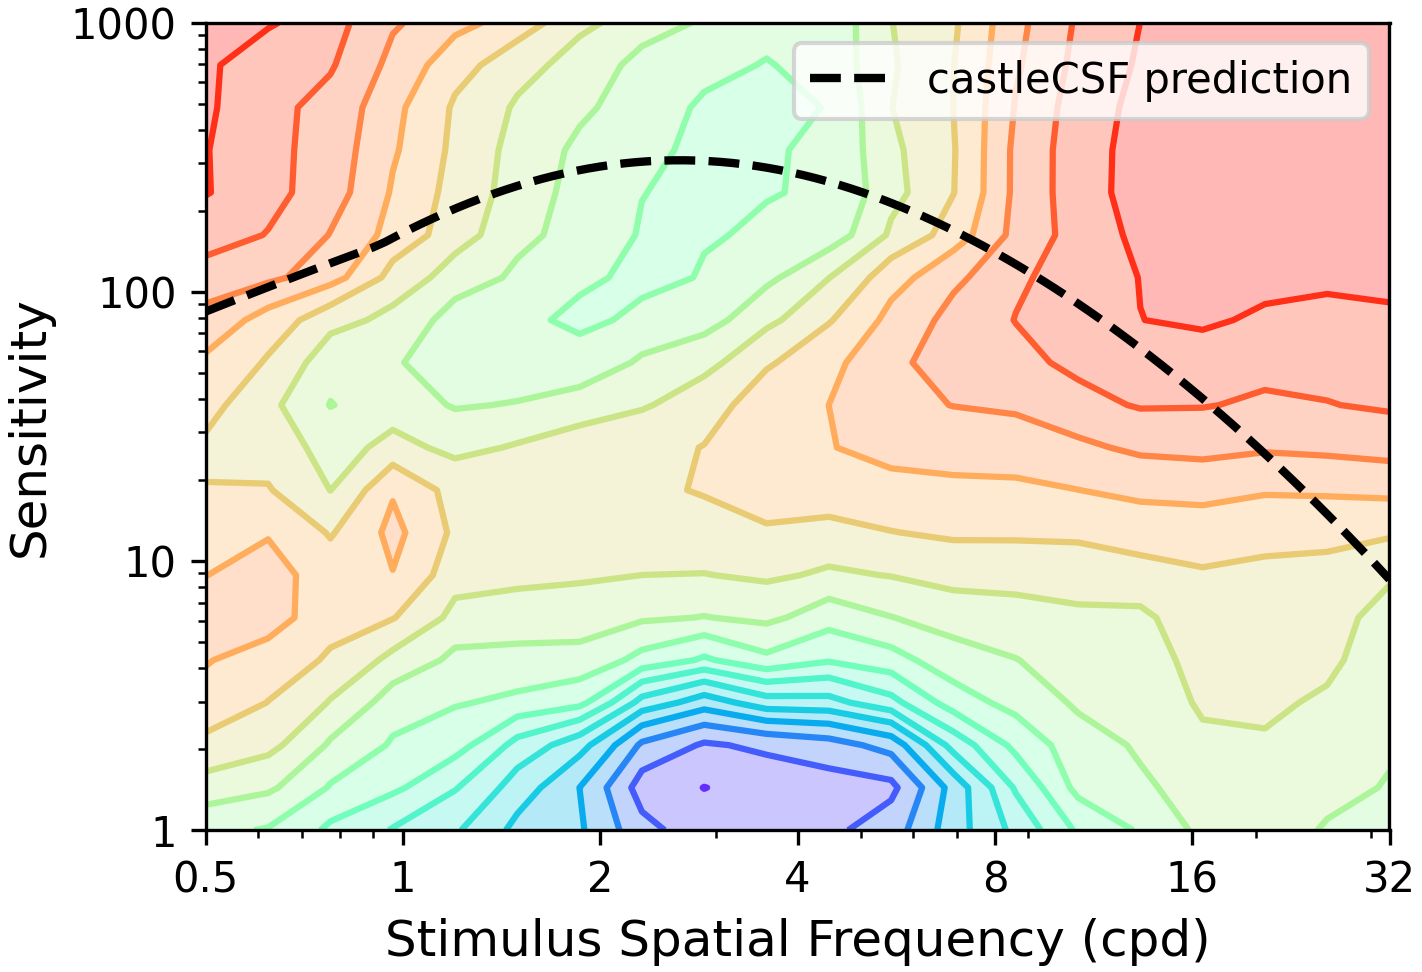 1000
castleCSF prediction
100
Sensitivity
10
1
0.5 1 2 4 8 16 32
Stimulus Spatial Frequency (cpd)